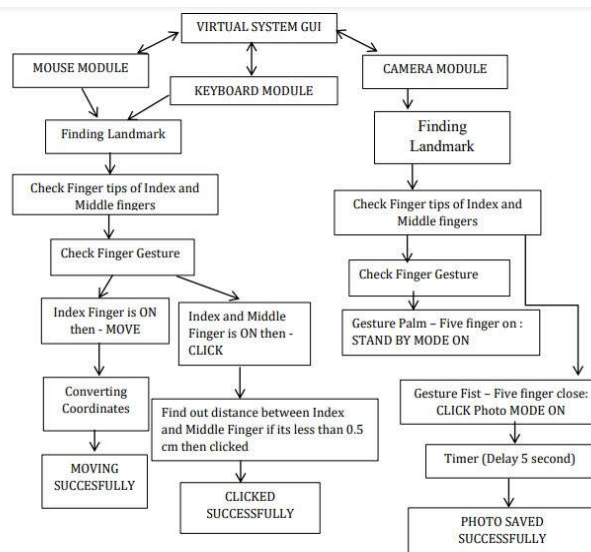 VIRTUAL SYSTEM GUI
MOUSE MODULE
KEYBOARD MODULE
CAMERA MODULE
Finding Landmark
Check Finger tips of Index and
Middle fingers
Check Finger Gesture
Index Finger is ON
then - MOVE
Index and Middle
Finger is ON then -
CLICK
Converting
Coordinates
Find out distance between Index
and Middle Finger if its less than 0.5
cm then clicked
MOVING
SUCCESFULLY
CLICKED
SUCCESSFULLY
Finding
Landmark
Check Finger tips of Index and
Middle fingers
Check Finger Gesture
Gesture Palm – Five finger on :
STAND BY MODE ON
Gesture Fist – Five finger close:
CLICK Photo MODE ON
Timer (Delay 5 second)
PHOTO SAVED
SUCCESSFULLY